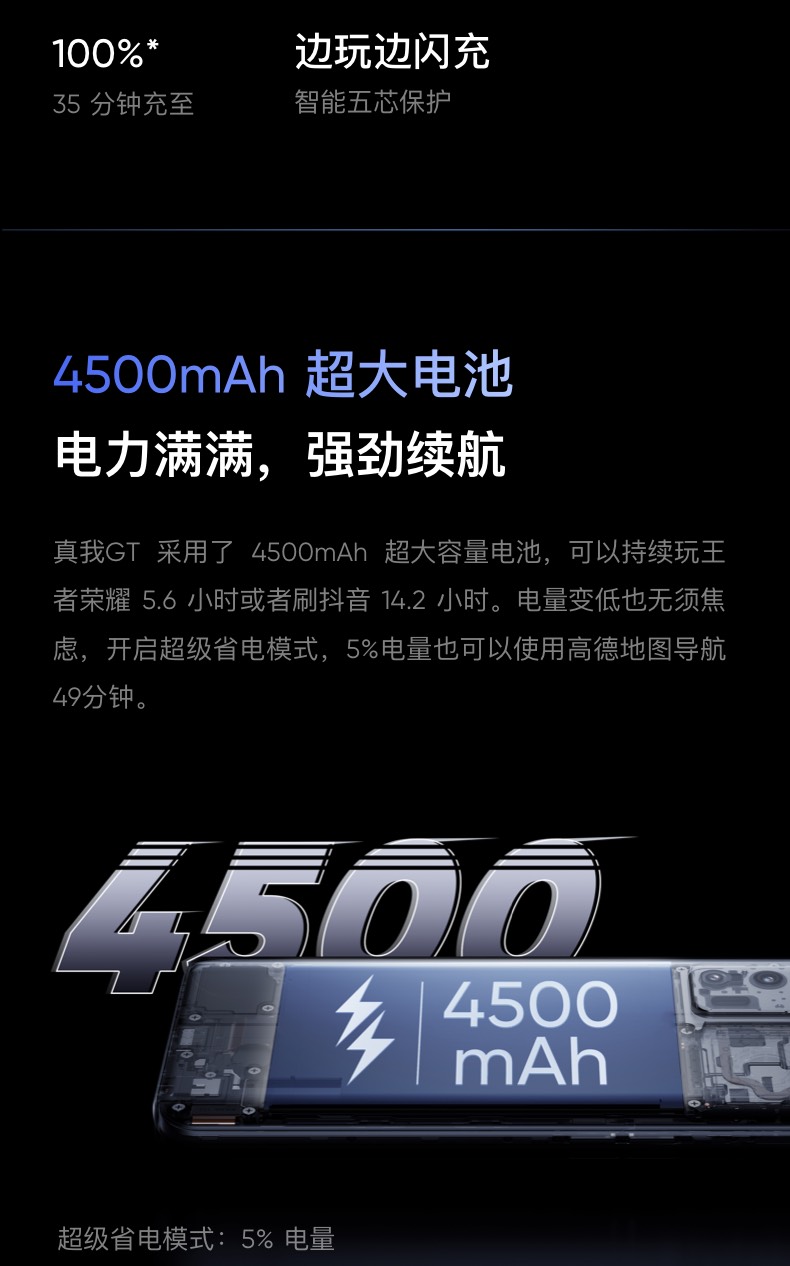 100%*
边玩边闪充
35 分钟充至
智能五芯保护
4500mAh 超大电池
电力满满，强劲续航
真我GT 采用了 4500mAh 超大容量电池，可以持续玩王
者荣耀 5.6 小时或者刷抖音 14.2 小时。电量变低也无须焦
虑，开启超级省电模式，5%电量也可以使用高德地图导航
49分钟。
4500
4500
mAh
超级省电模式：5% 电量